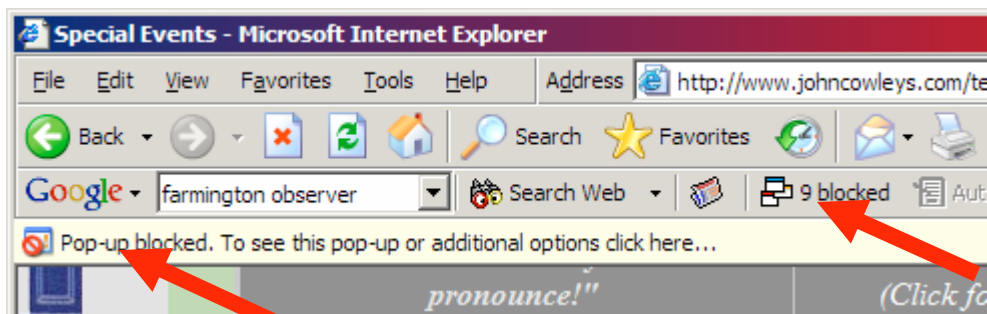 Special Events - Microsoft Internet Explorer
File Edit View Favorites Tools Help Address http://www.johncowleys.com/te
Back Search Favorites
Google farmington observer Search Web 9 blocked Aut
Pop-up blocked. To see this pop-up or additional options click here...
pronounce!" (Click fo